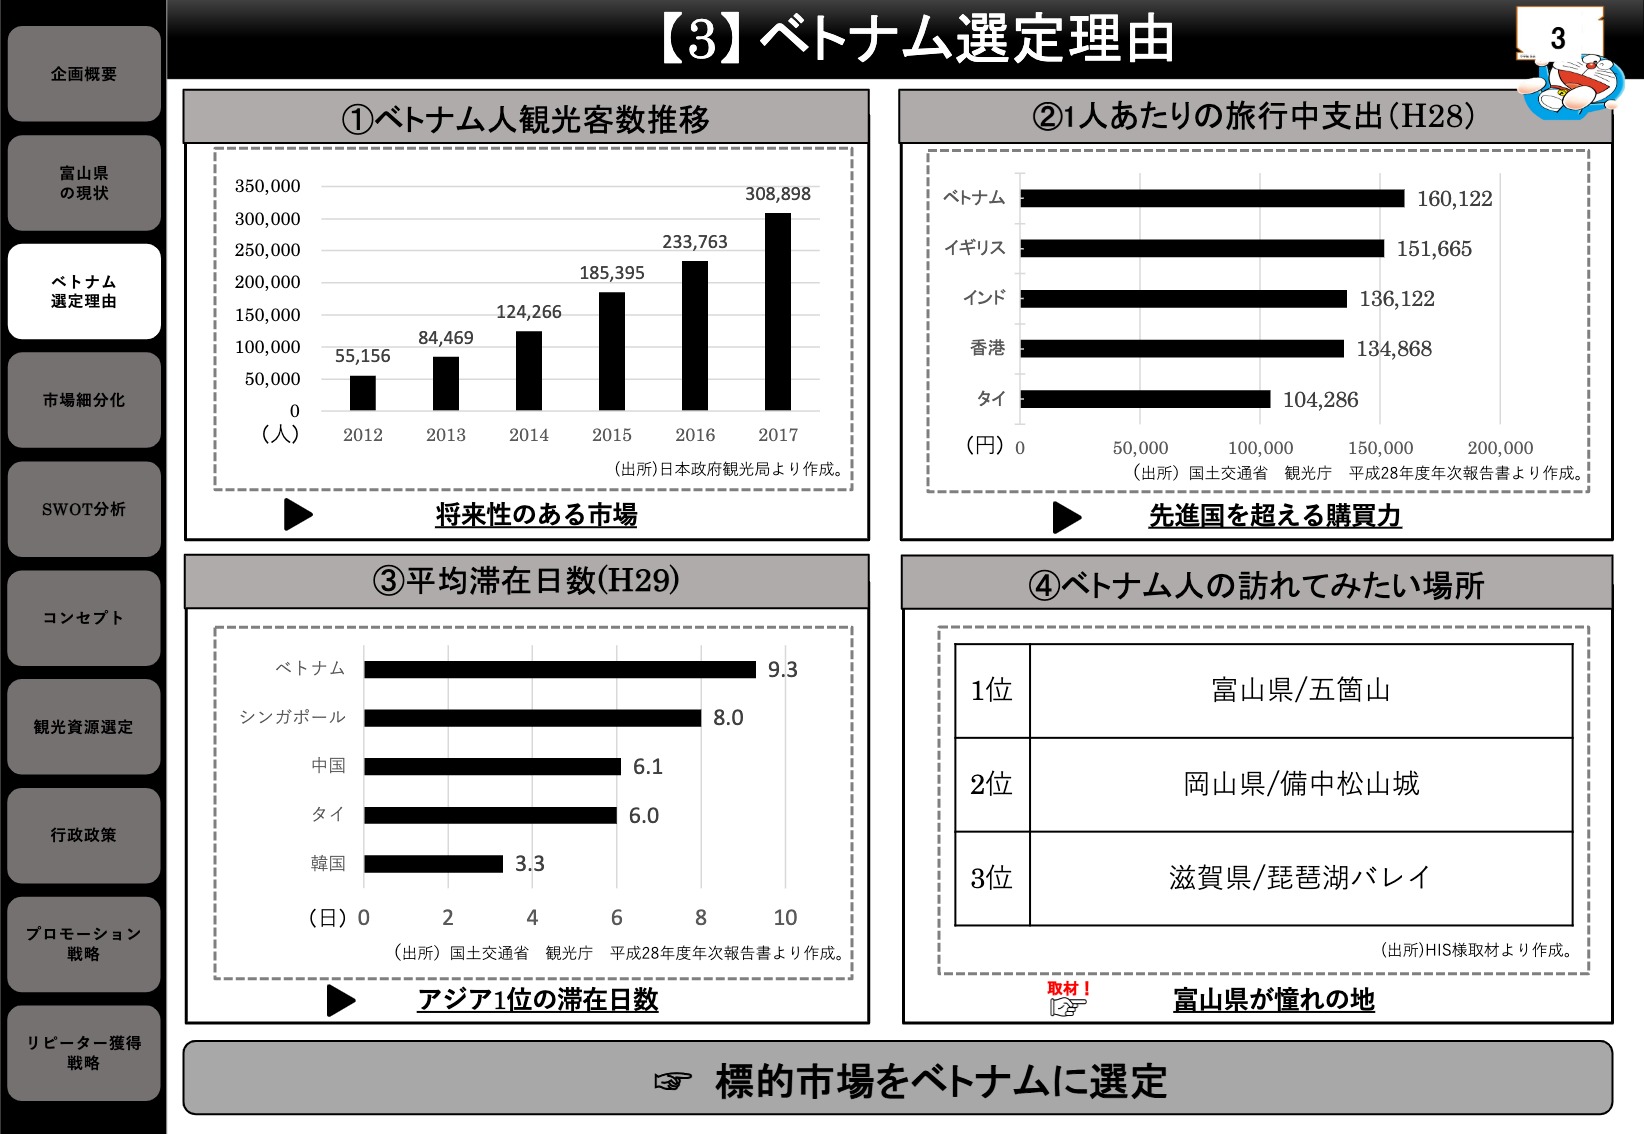 【3】ベトナム選定理由
3
企画概要
富山県
の現状
ベトナム
選定理由
市場細分化
SWOT分析
コンセプト
観光資源選定
行政政策
プロモーション
戦略
リピーター獲得
戦略
①ベトナム人観光客数推移
350,000
300,000
250,000
200,000
150,000
100,000
50,000
0
(人)
55,156
84,469
124,266
185,395
233,763
308,898
2012 2013 2014 2015 2016 2017
(出所)日本政府観光局より作成。
将来性のある市場
②1人あたりの旅行中支出(H28)
ベトナム 160,122
イギリス 151,665
インド 136,122
香港 134,868
タイ 104,286
(円) 0 50,000 100,000 150,000 200,000
(出所)国土交通省 観光庁 平成28年度年次報告書より作成。
先進国を超える購買力
③平均滞在日数(H29)
ベトナム 9.3
シンガポール 8.0
中国 6.1
タイ 6.0
韓国 3.3
(日) 0 2 4 6 8 10
(出所)国土交通省 観光庁 平成28年度年次報告書より作成。
アジア1位の滞在日数
④ベトナム人の訪れてみたい場所
1位 富山県/五箇山
2位 岡山県/備中松山城
3位 滋賀県/琵琶湖バレイ
(出所)HIS様取材より作成。
取材！
富山県が憧れの地
☞ 標的市場をベトナムに選定